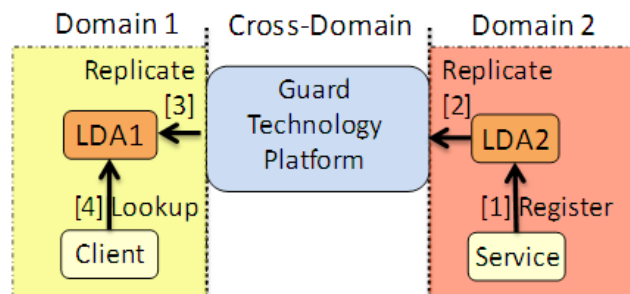 Domain 1
Cross-Domain
Domain 2
Replicate
[3]
LDA1
[4] Lookup
Client
Guard
Technology
Platform
Replicate
[2]
LDA2
[1] Register
Service